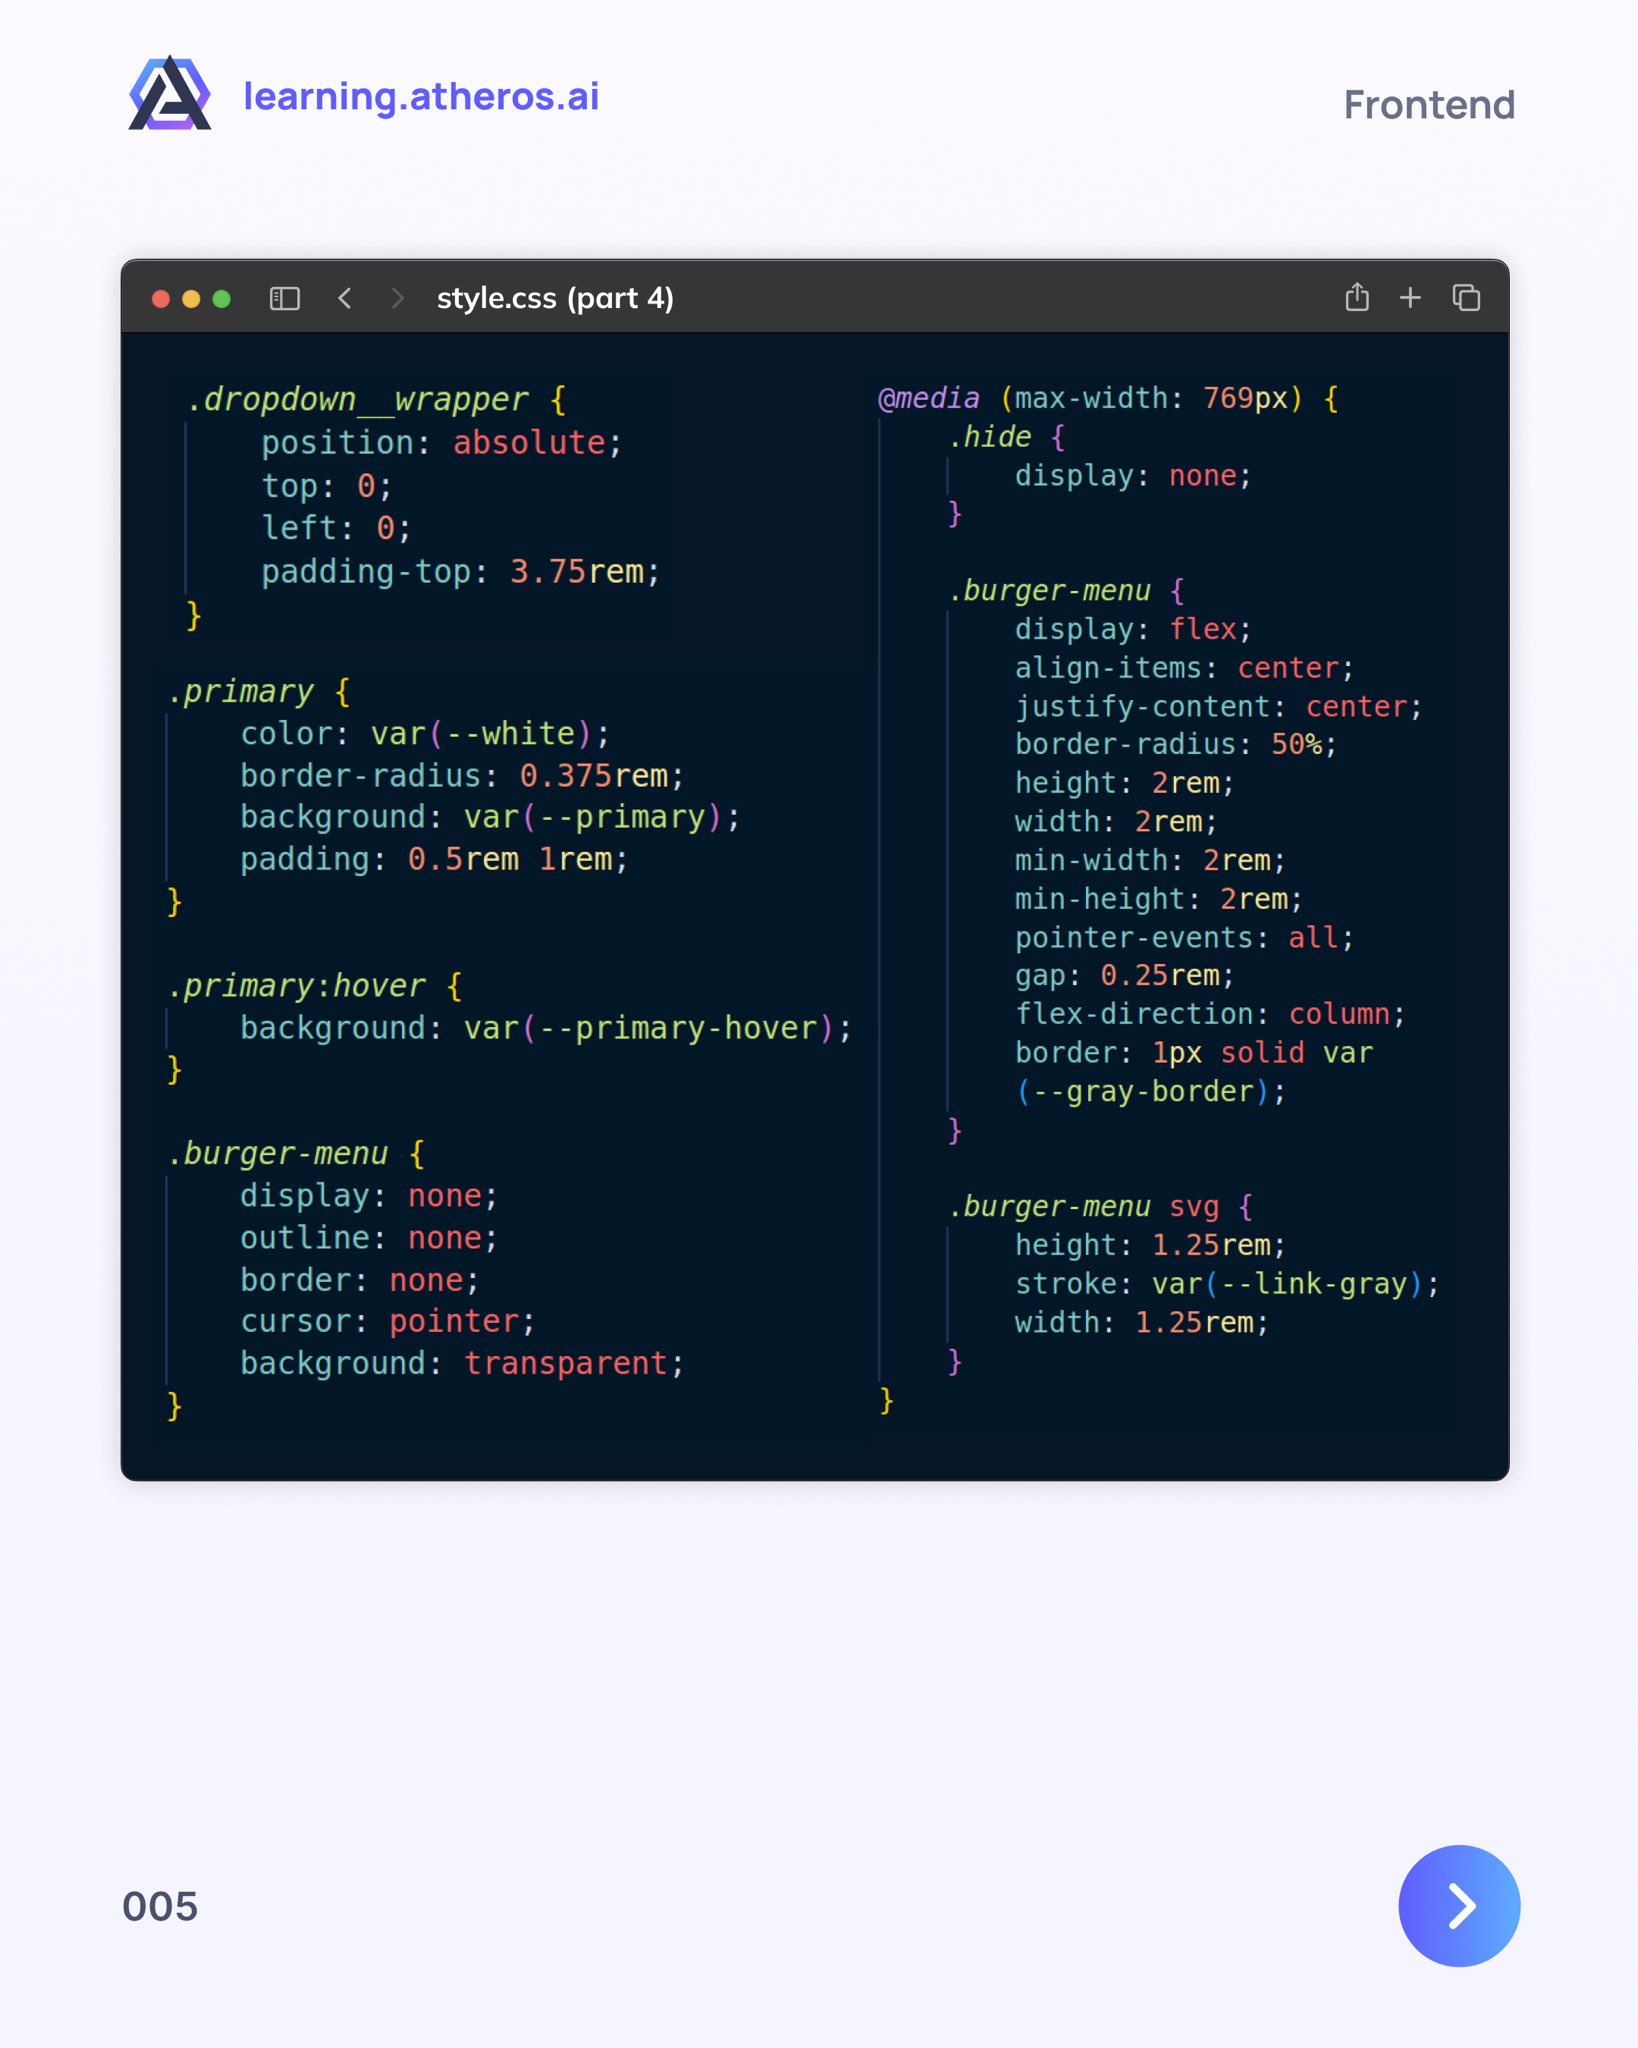 learning.atheros.ai
Frontend
style.css (part 4)
.dropdown__wrapper {
    position: absolute;
    top: 0;
    left: 0;
    padding-top: 3.75rem;
}
.primary {
    color: var(--white);
    border-radius: 0.375rem;
    background: var(--primary);
    padding: 0.5rem 1rem;
}
.primary:hover {
    background: var(--primary-hover);
}
.burger-menu {
    display: none;
    outline: none;
    border: none;
    cursor: pointer;
    background: transparent;
}
@media (max-width: 769px) {
    .hide {
        display: none;
    }
    .burger-menu {
        display: flex;
        align-items: center;
        justify-content: center;
        border-radius: 50%;
        height: 2rem;
        width: 2rem;
        min-width: 2rem;
        min-height: 2rem;
        pointer-events: all;
        gap: 0.25rem;
        flex-direction: column;
        border: 1px solid var
        (--gray-border);
    }
    .burger-menu svg {
        height: 1.25rem;
        stroke: var(--link-gray);
        width: 1.25rem;
    }
}
005